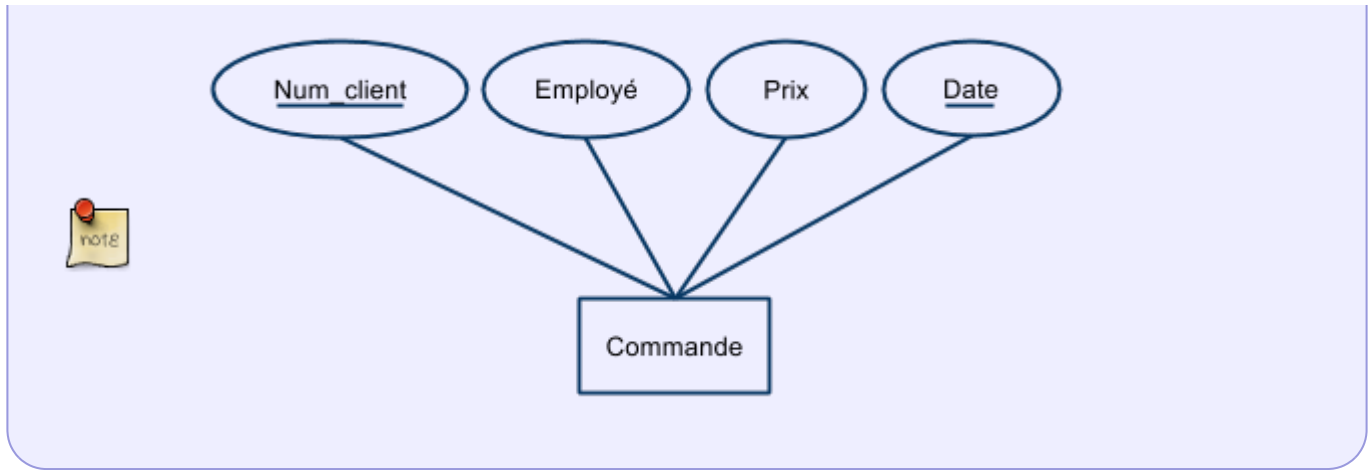 Num_client
Employé
Prix
Date
note
Commande